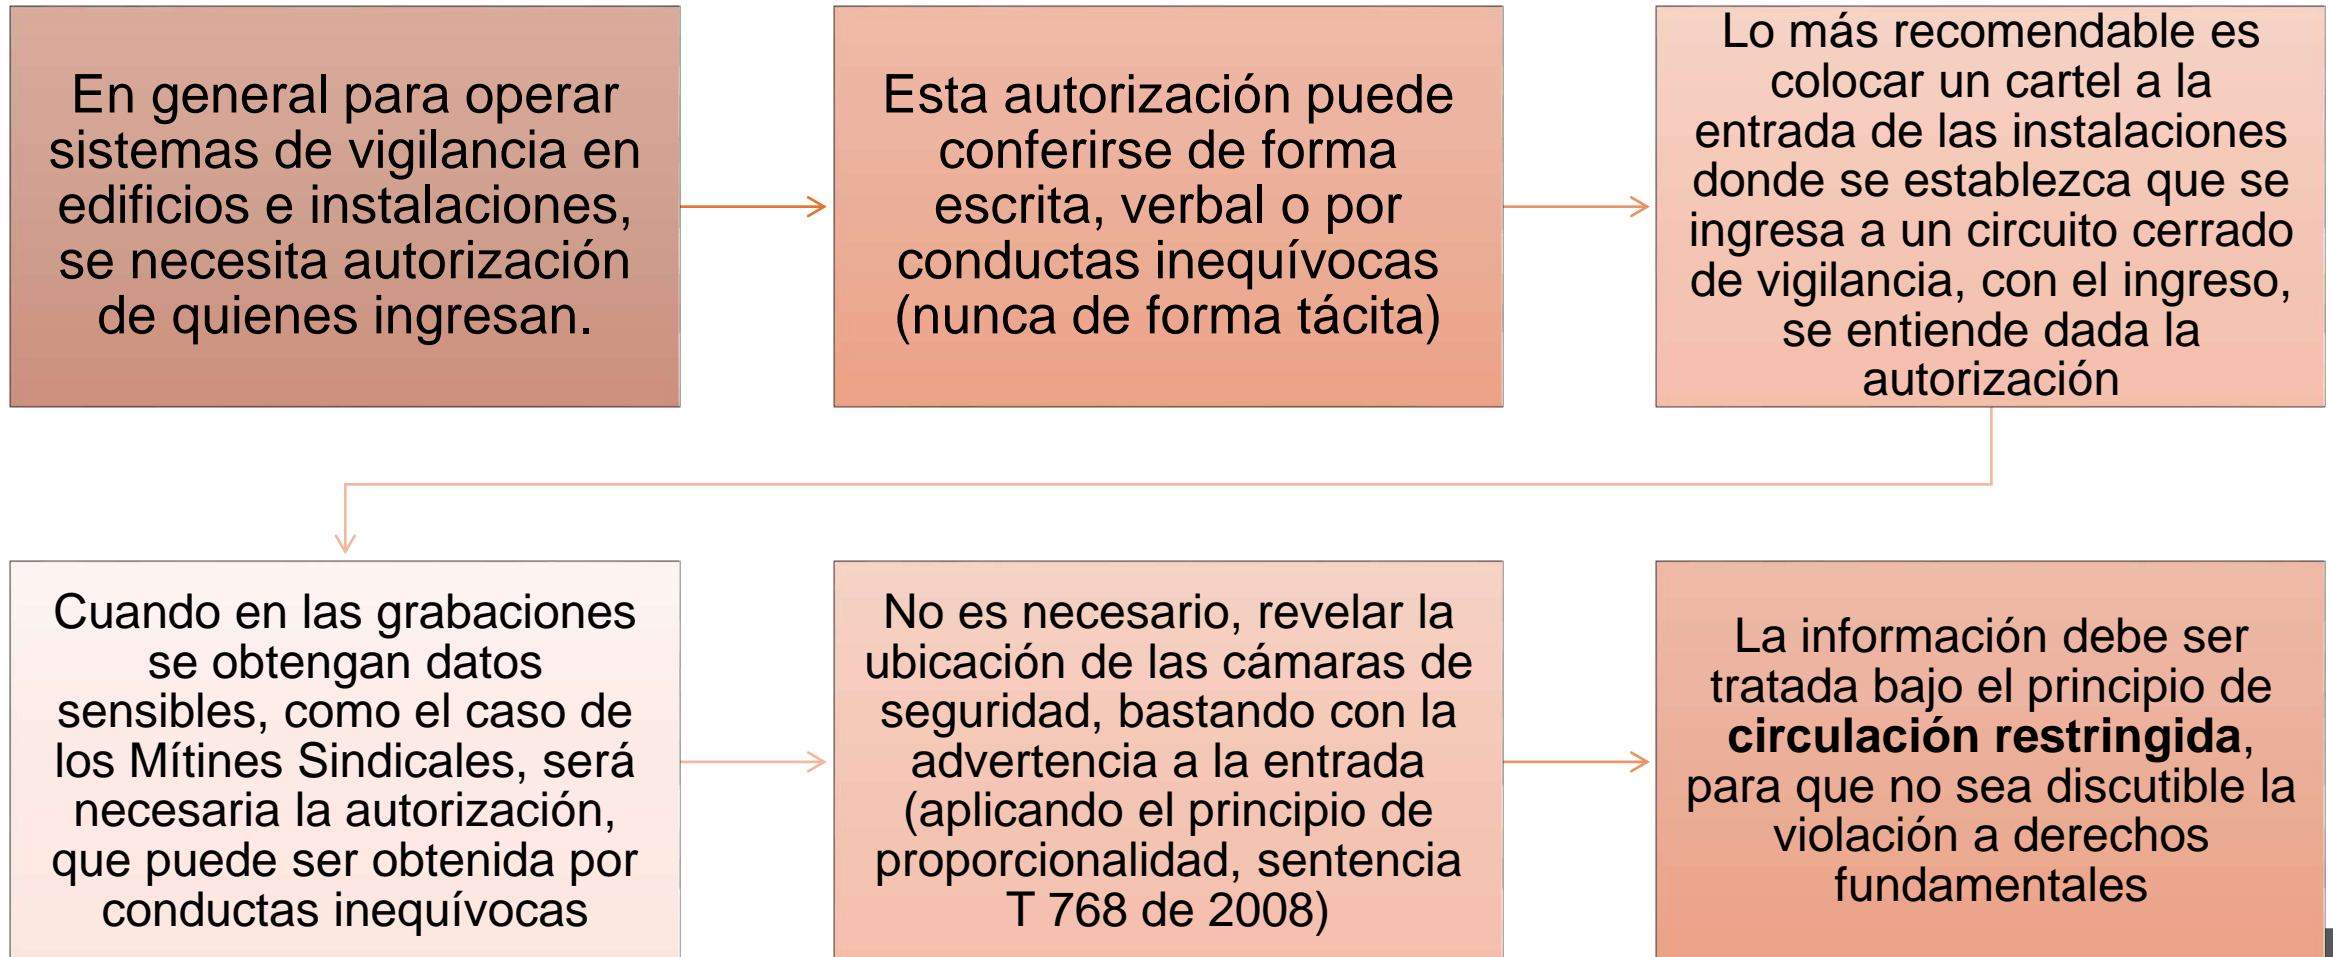 En general para operar
sistemas de vigilancia en
edificios e instalaciones,
se necesita autorización
de quienes ingresan.
Esta autorización puede
conferirse de forma
escrita, verbal o por
conductas inequívocas
(nunca de forma tácita)
Lo más recomendable es
colocar un cartel a la
entrada de las instalaciones
donde se establezca que se
ingresa a un circuito cerrado
de vigilancia, con el ingreso,
se entiende dada la
autorización
Cuando en las grabaciones
se obtengan datos
sensibles, como el caso de
los Mítines Sindicales, será
necesaria la autorización,
que puede ser obtenida por
conductas inequívocas
No es necesario, revelar la
ubicación de las cámaras de
seguridad, bastando con la
advertencia a la entrada
(aplicando el principio de
proporcionalidad, sentencia
T 768 de 2008)
La información debe ser
tratada bajo el principio de
circulación restringida,
para que no sea discutible la
violación a derechos
fundamentales